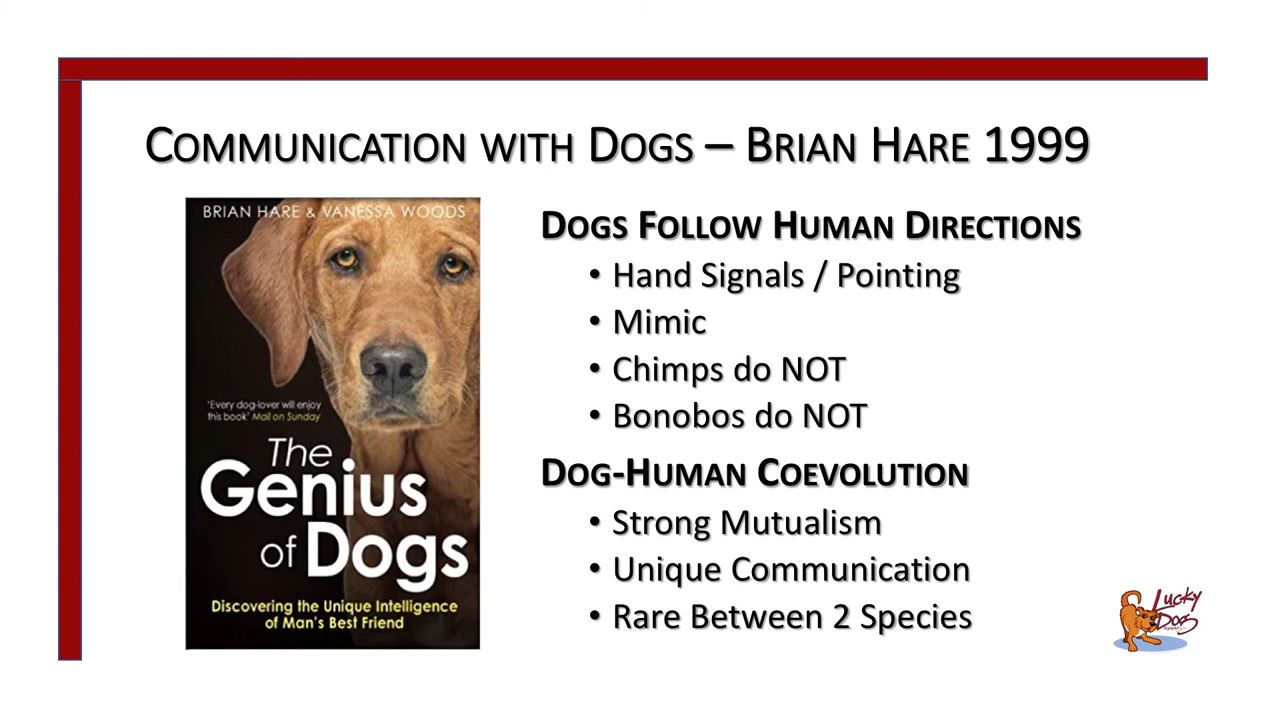 COMMUNICATION WITH DOGS – BRIAN HARE 1999
BRIAN HARE & VANESSA WOODS
'Every dog-lover will enjoy
this book' Mail on Sunday
The
Genius
of Dogs
Discovering the Unique Intelligence
of Man's Best Friend
DOGS FOLLOW HUMAN DIRECTIONS
• Hand Signals / Pointing
• Mimic
• Chimps do NOT
• Bonobos do NOT
DOG-HUMAN COEVOLUTION
• Strong Mutualism
• Unique Communication
• Rare Between 2 Species
Lucky
Dog